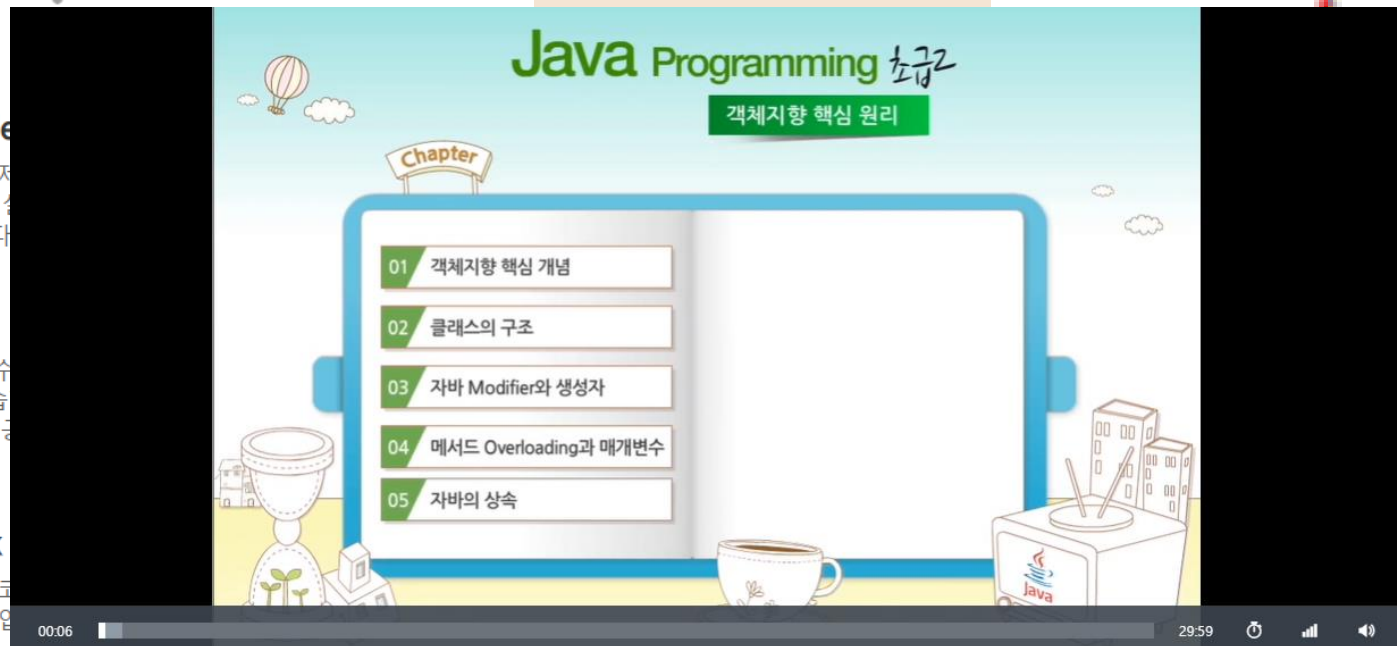 Java Programming 초급2
객체지향 핵심 원리
Chapter
01 객체지향 핵심 개념
02 클래스의 구조
03 자바 Modifier와 생성자
04 메서드 Overloading과 매개변수
05 자바의 상속
Java
00:06
29:59